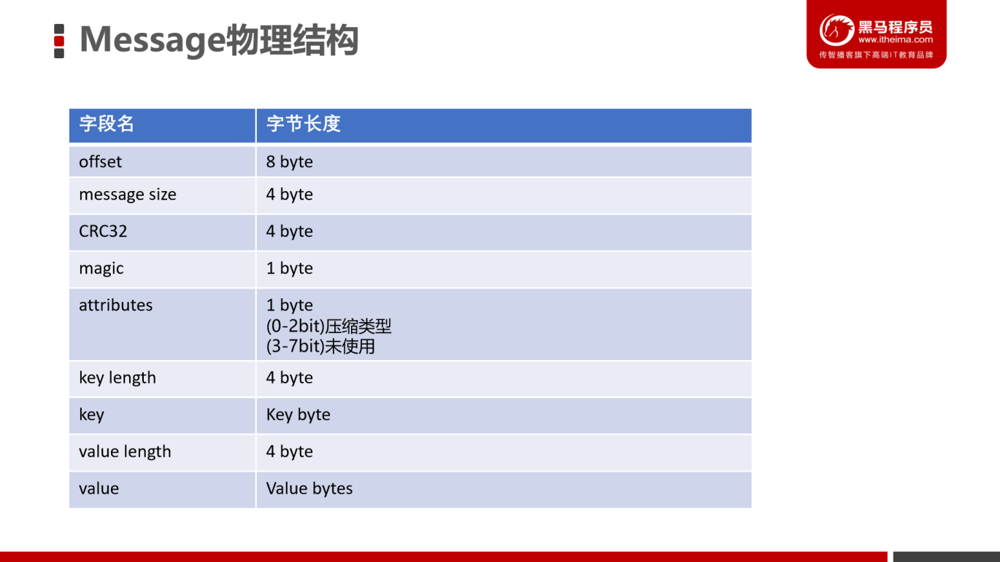 Message物理结构
黑马程序员
www.itheima.com
传智播客旗下高端IT教育品牌
字段名 字节长度
offset 8 byte
message size 4 byte
CRC32 4 byte
magic 1 byte
attributes 1 byte
(0-2bit)压缩类型
(3-7bit)未使用
key length 4 byte
key Key byte
value length 4 byte
value Value bytes